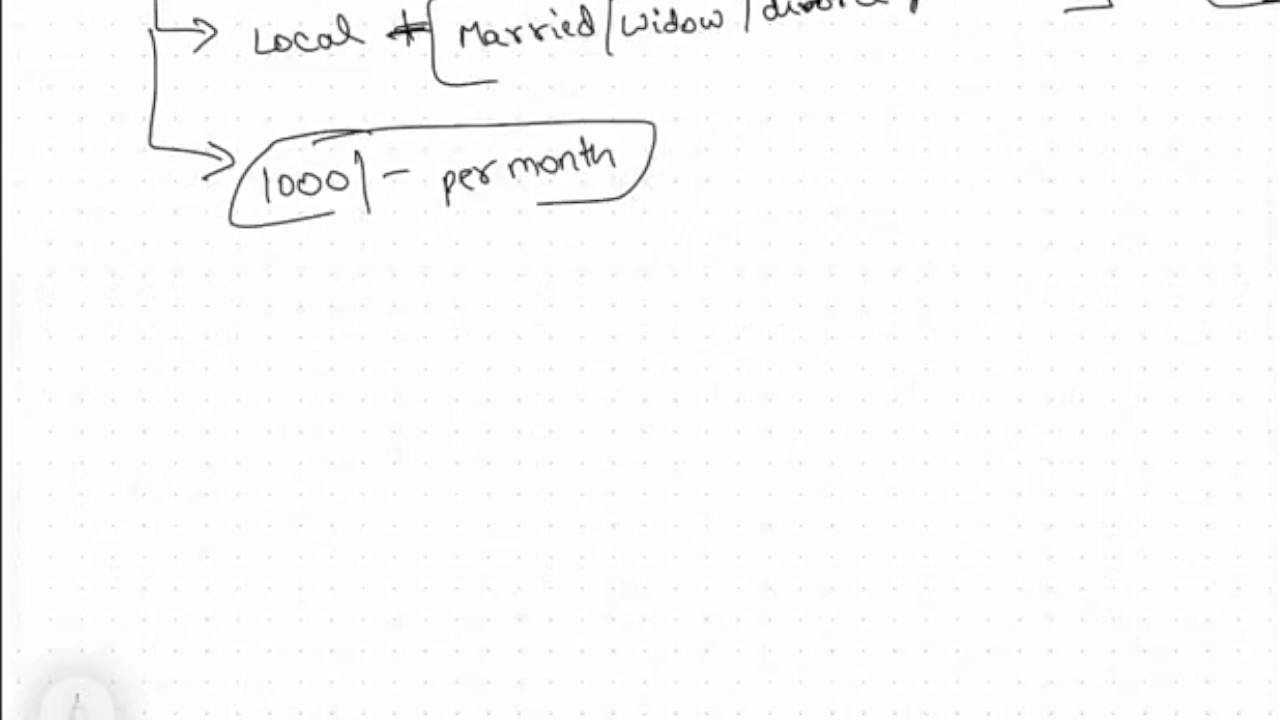 Local + [Married/widow/
1000/- per month